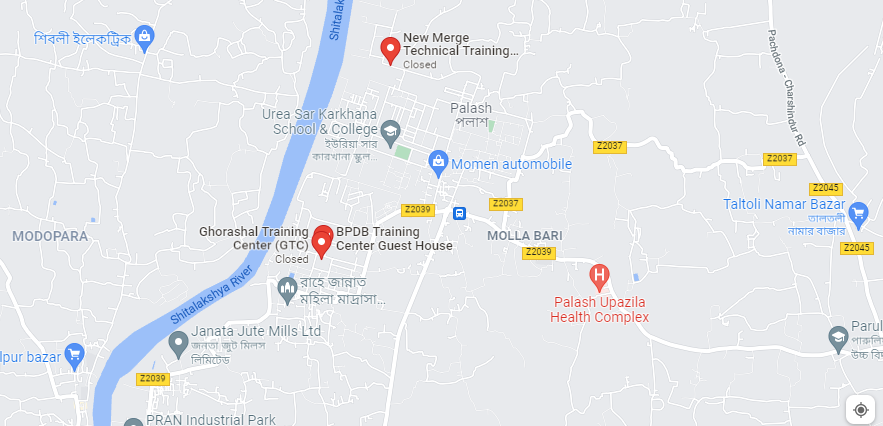 শিবলী ইলেকট্রিক
Shitalakshya River
New Merge
Technical Training...
Closed
Pachdona - Charshindur Rd
Urea Sar Karkhana
School & College
ইউরিয়া সার
কারখানা স্কুল...
Palash
পলাশ
Momen automobile
Z2037
Z2037
Z2045
Z2039
Z2037
Taltoli Namar Bazar
তালতলী
নামার বাজার
MODOPARA
Ghorashal Training
Center (GTC)
Closed
BPDB Training
Center Guest House
MOLLA BARI
Z2039
Z2045
Shitalakshya River
রাহে জান্নাত
মহিলা মাদ্রাসা...
Palash Upazila
Health Complex
Janata Jute Mills Ltd
জনতা জুট মিলস
লিমিটেড
Parul
পারুলি
উচ্চ বিদ
lpur bazar
Z2039
PRAN Industrial Park